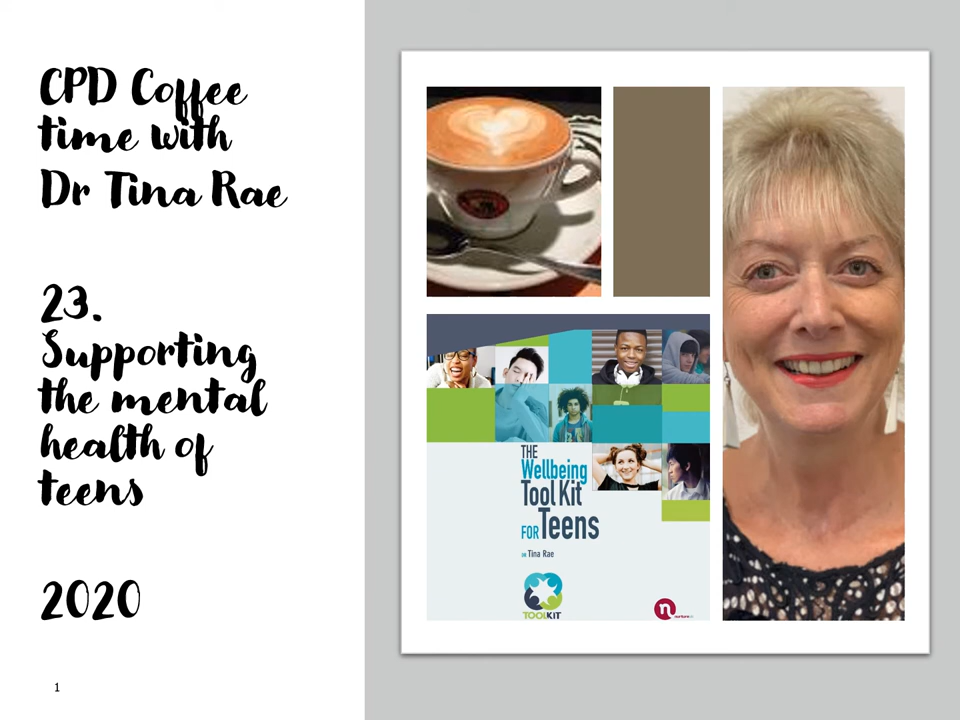 CPD Coffee
time with
Dr Tina Rae
23.
Supporting
the mental
health of
teens
2020
1
THE
Wellbeing
Tool Kit
FOR Teens
DR Tina Rae
TOOLKIT
n